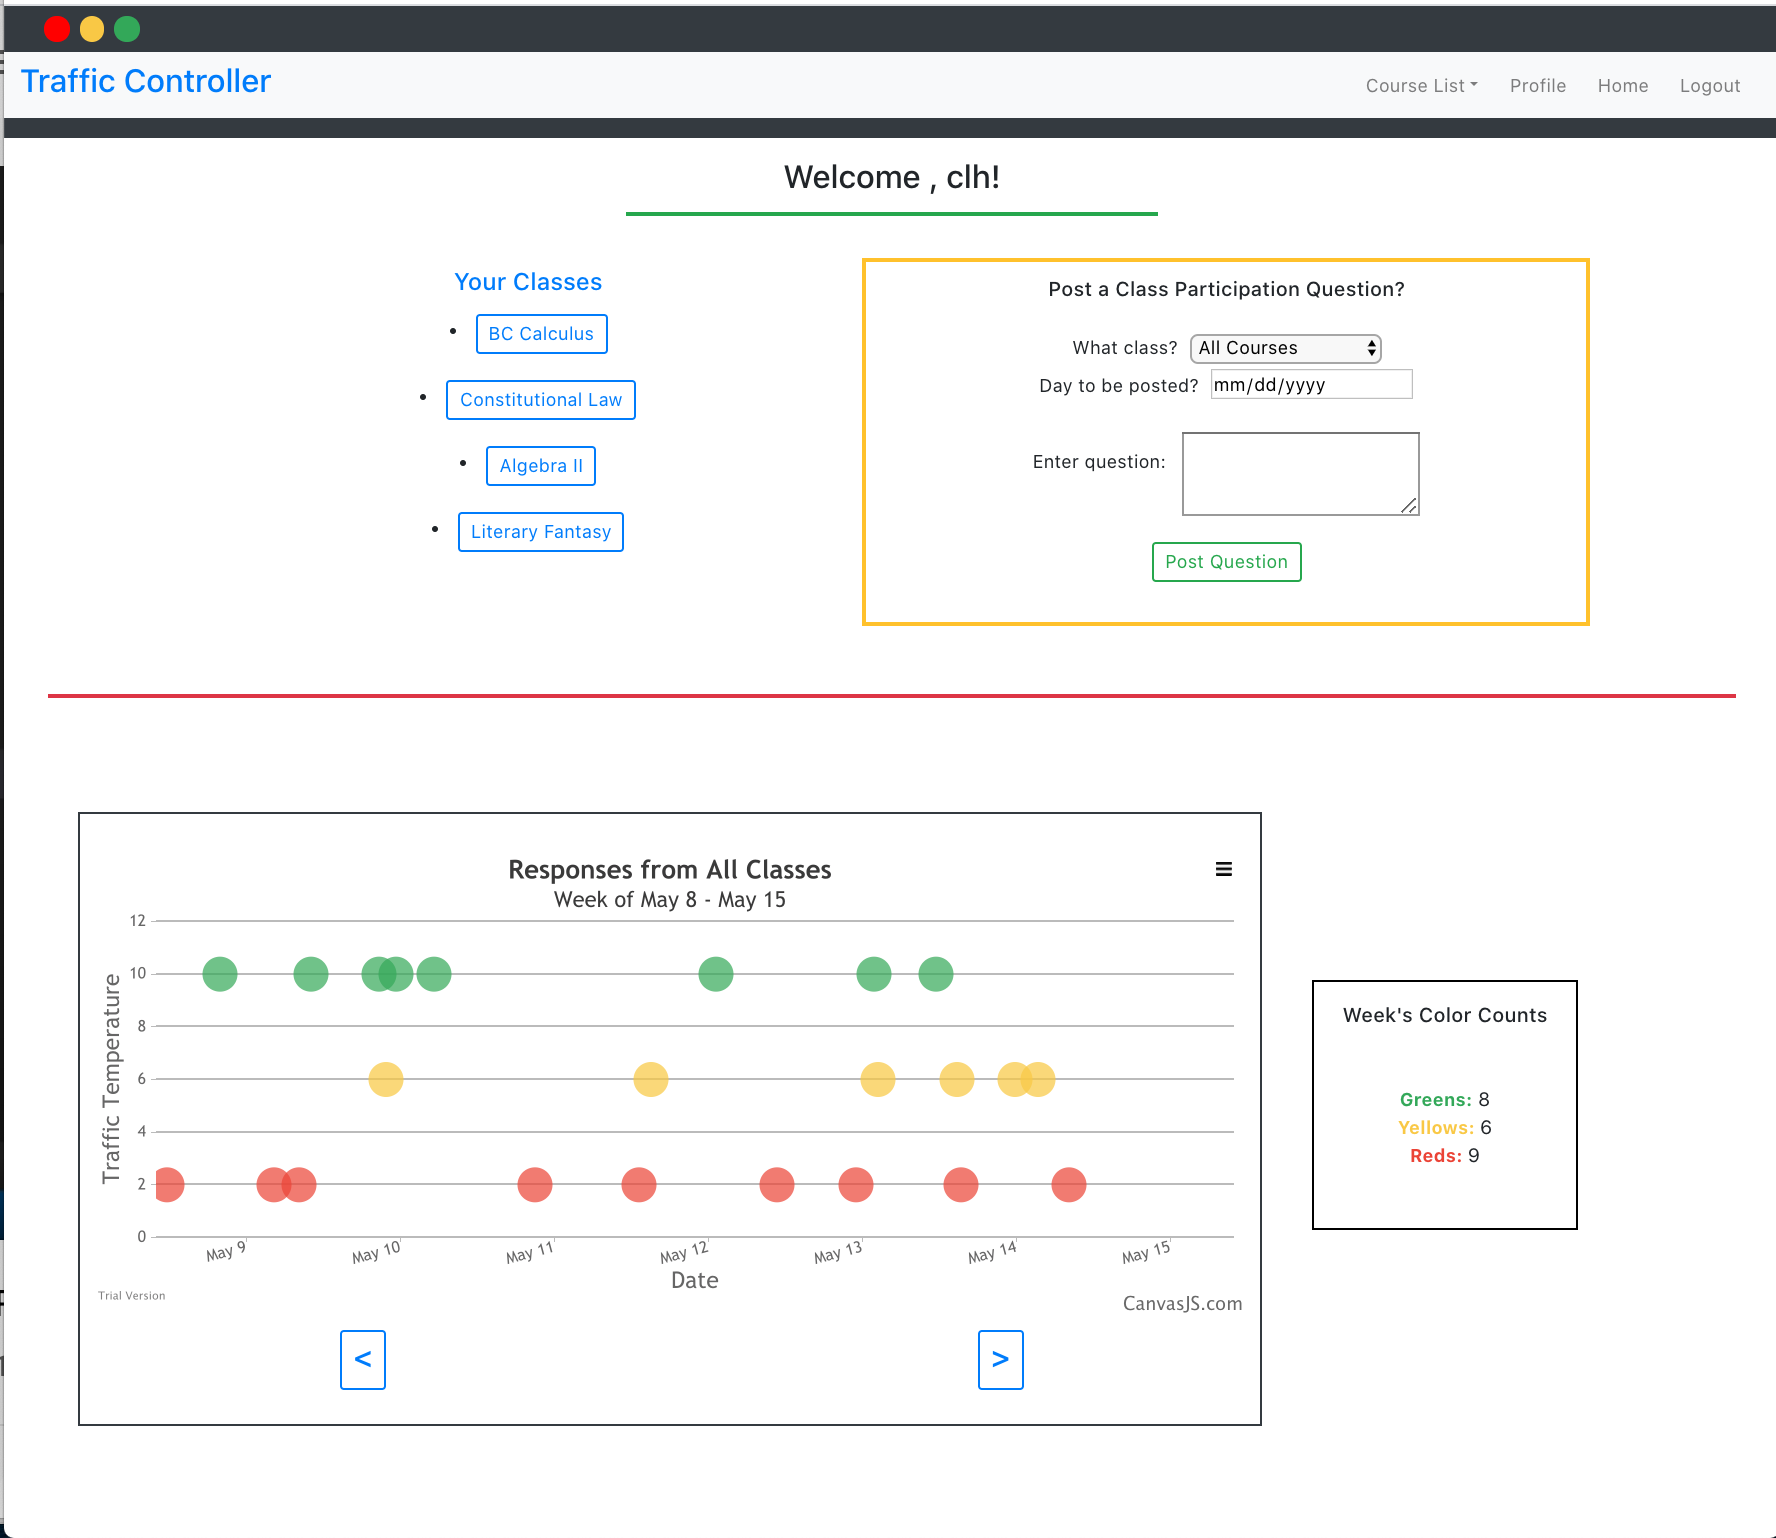 Traffic Controller
Course List Profile Home Logout
Welcome , clh!
Your Classes
• BC Calculus
• Constitutional Law
• Algebra II
• Literary Fantasy
Post a Class Participation Question?
What class? All Courses
Day to be posted? mm/dd/yyyy
Enter question:
Post Question
Responses from All Classes
Week of May 8 - May 15
Traffic Temperature
12
10
8
6
4
2
0
May 9 May 10 May 11 May 12 May 13 May 14 May 15
Date
Trial Version
CanvasJS.com
< >
Week's Color Counts
Greens: 8
Yellows: 6
Reds: 9